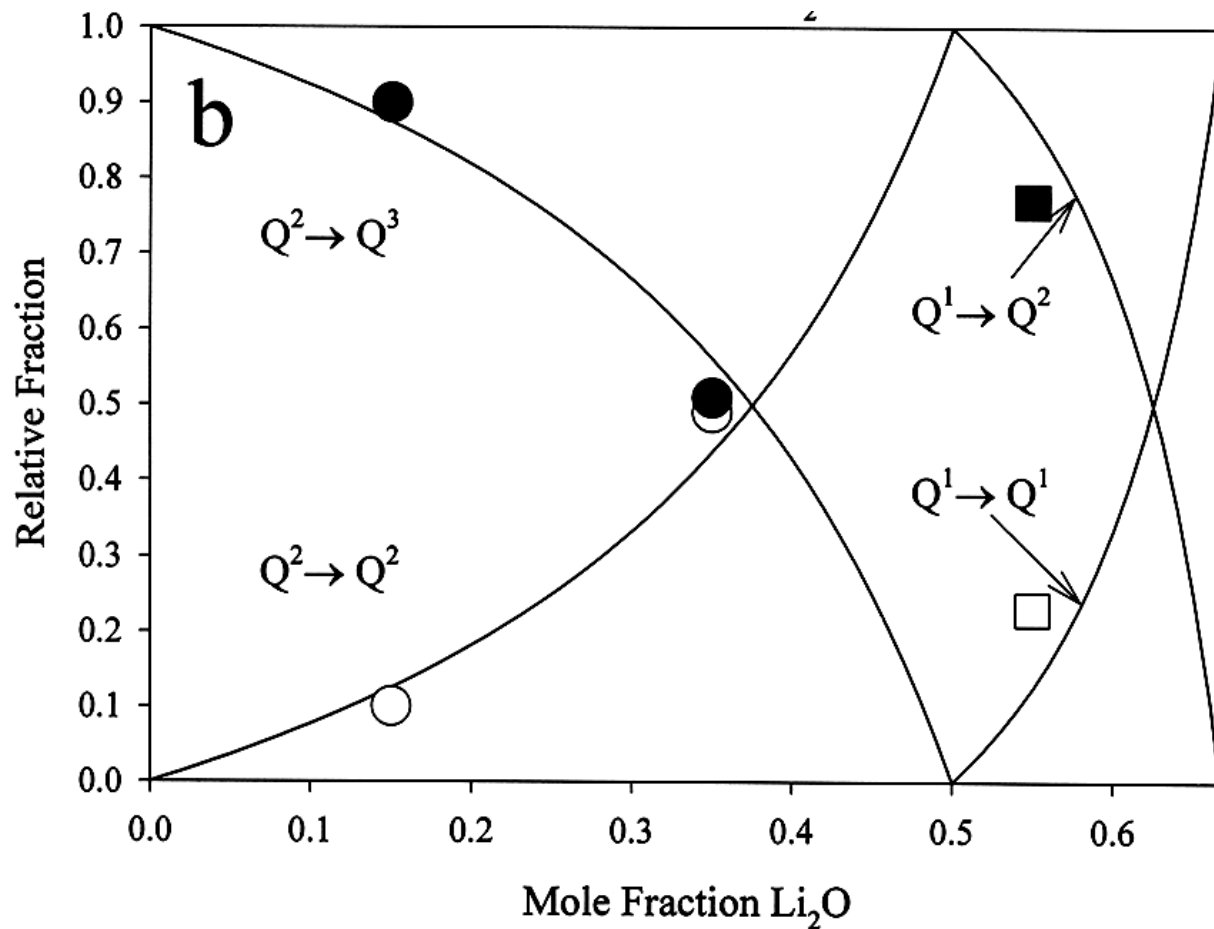 2
1.0
0.9
0.8
0.7
0.6
0.5
0.4
0.3
0.2
0.1
0.0
b
Q²→ Q³
Q²→ Q²
Q¹→ Q²
Q¹→ Q¹
Relative Fraction
0.0 0.1 0.2 0.3 0.4 0.5 0.6
Mole Fraction Li₂O